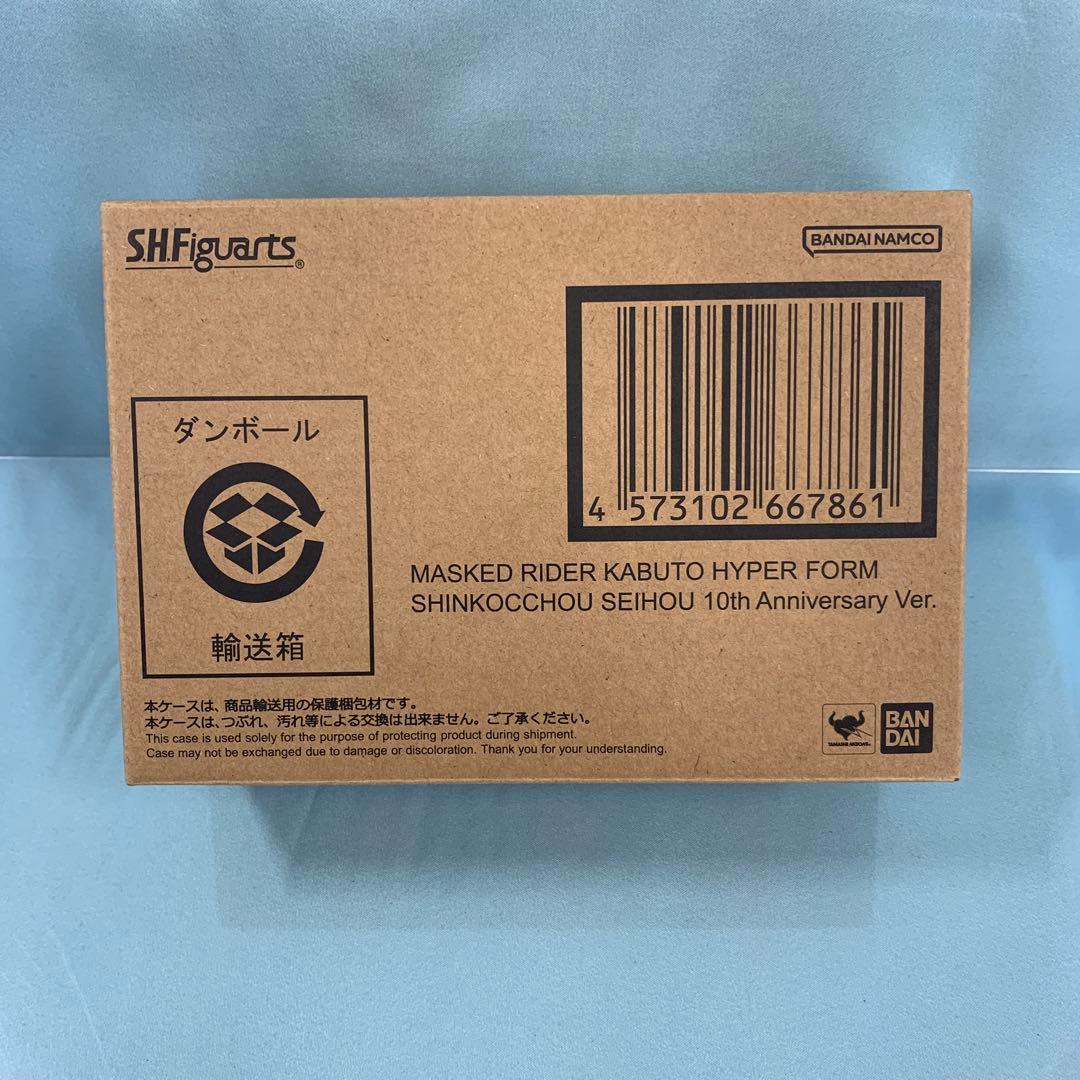 S.H.Figuarts®
BANDAI NAMCO
4 573102 667861
ダンボール
輸送箱
MASKED RIDER KABUTO HYPER FORM
SHINKOCCHOU SEIHOU 10th Anniversary Ver.
本ケースは、商品輸送用の保護梱包材です。
本ケースは、つぶれ、汚れ等による交換は出来ません。ご了承ください。
This case is used solely for the purpose of protecting product during shipment.
Case may not be exchanged due to damage or discoloration. Thank you for your understanding.
TAMASHII NATIONS
BAN
DAI